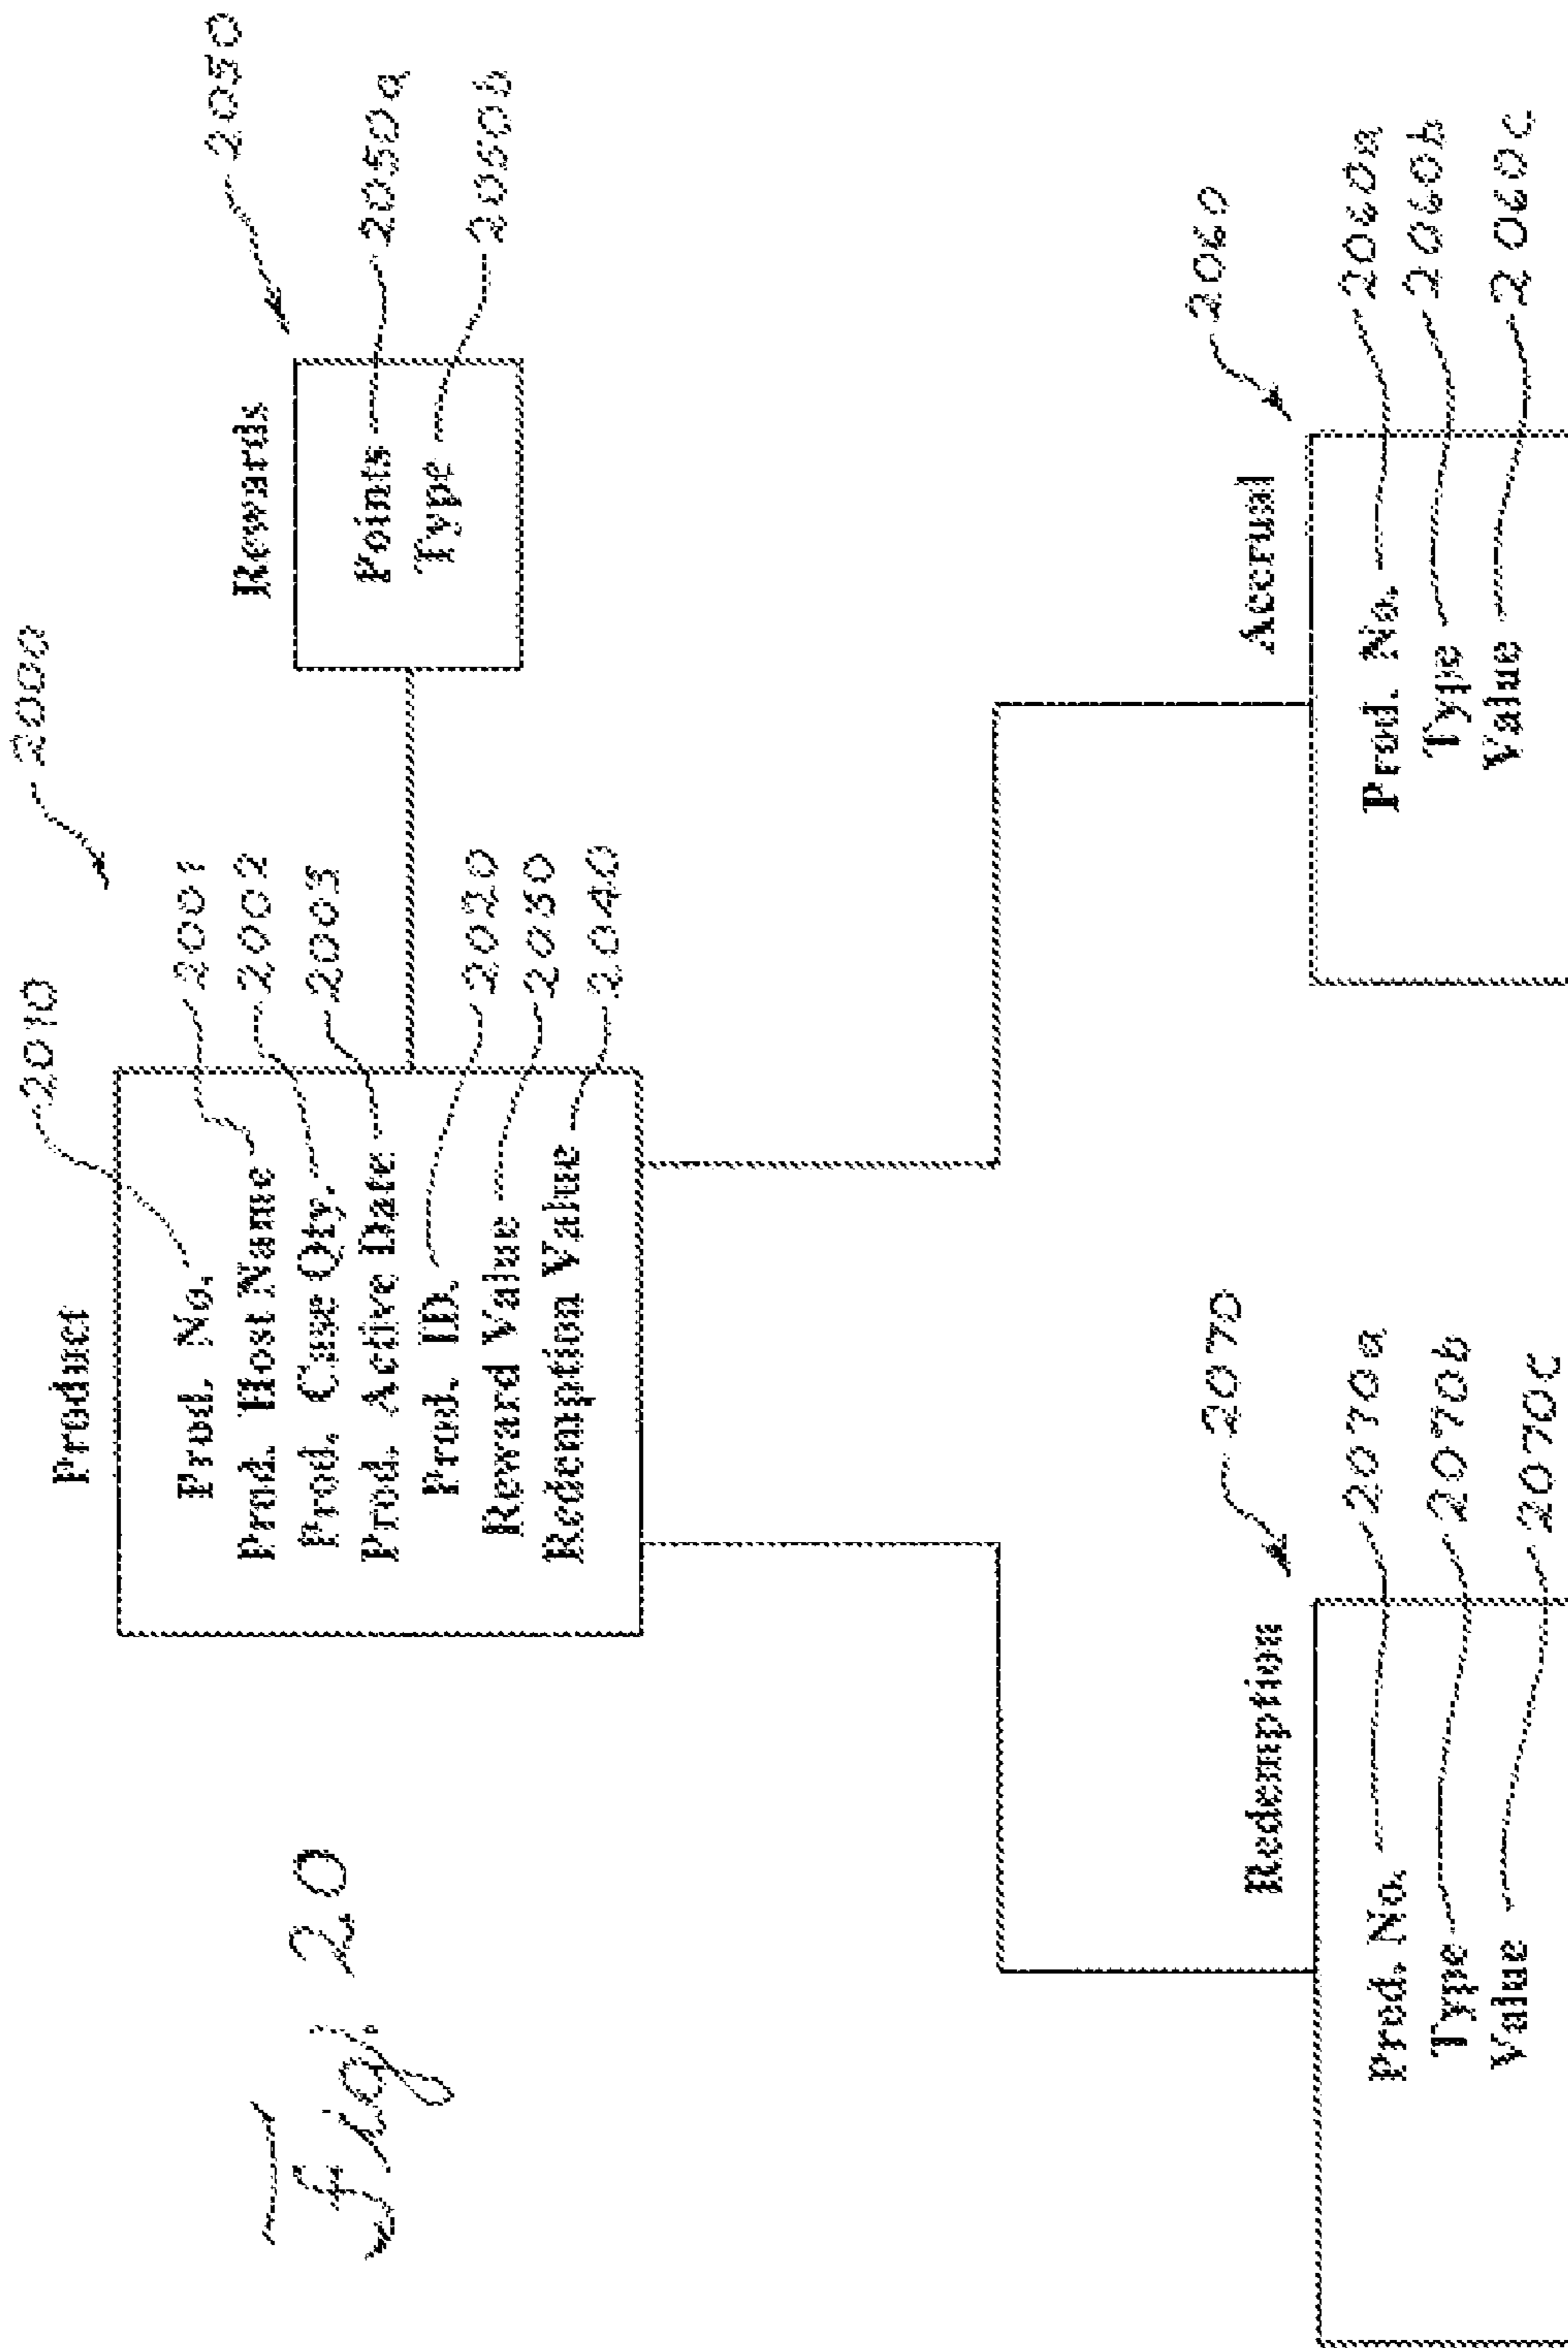 Fig. 20
2000
Product
2010
Prod. No.
Prod. Host Name 2001
Prod. Case Qty. 2002
Prod. Active Date 2003
Prod. ID. 2020
Reward Value 2030
Redemption Value 2040
Rewards
2050
Points 2050a
Type 2050b
Redemption
2070
Prod. No. 2070a
Type 2070b
Value 2070c
Accrual
2060
Prod. No. 2060a
Type 2060b
Value 2060c